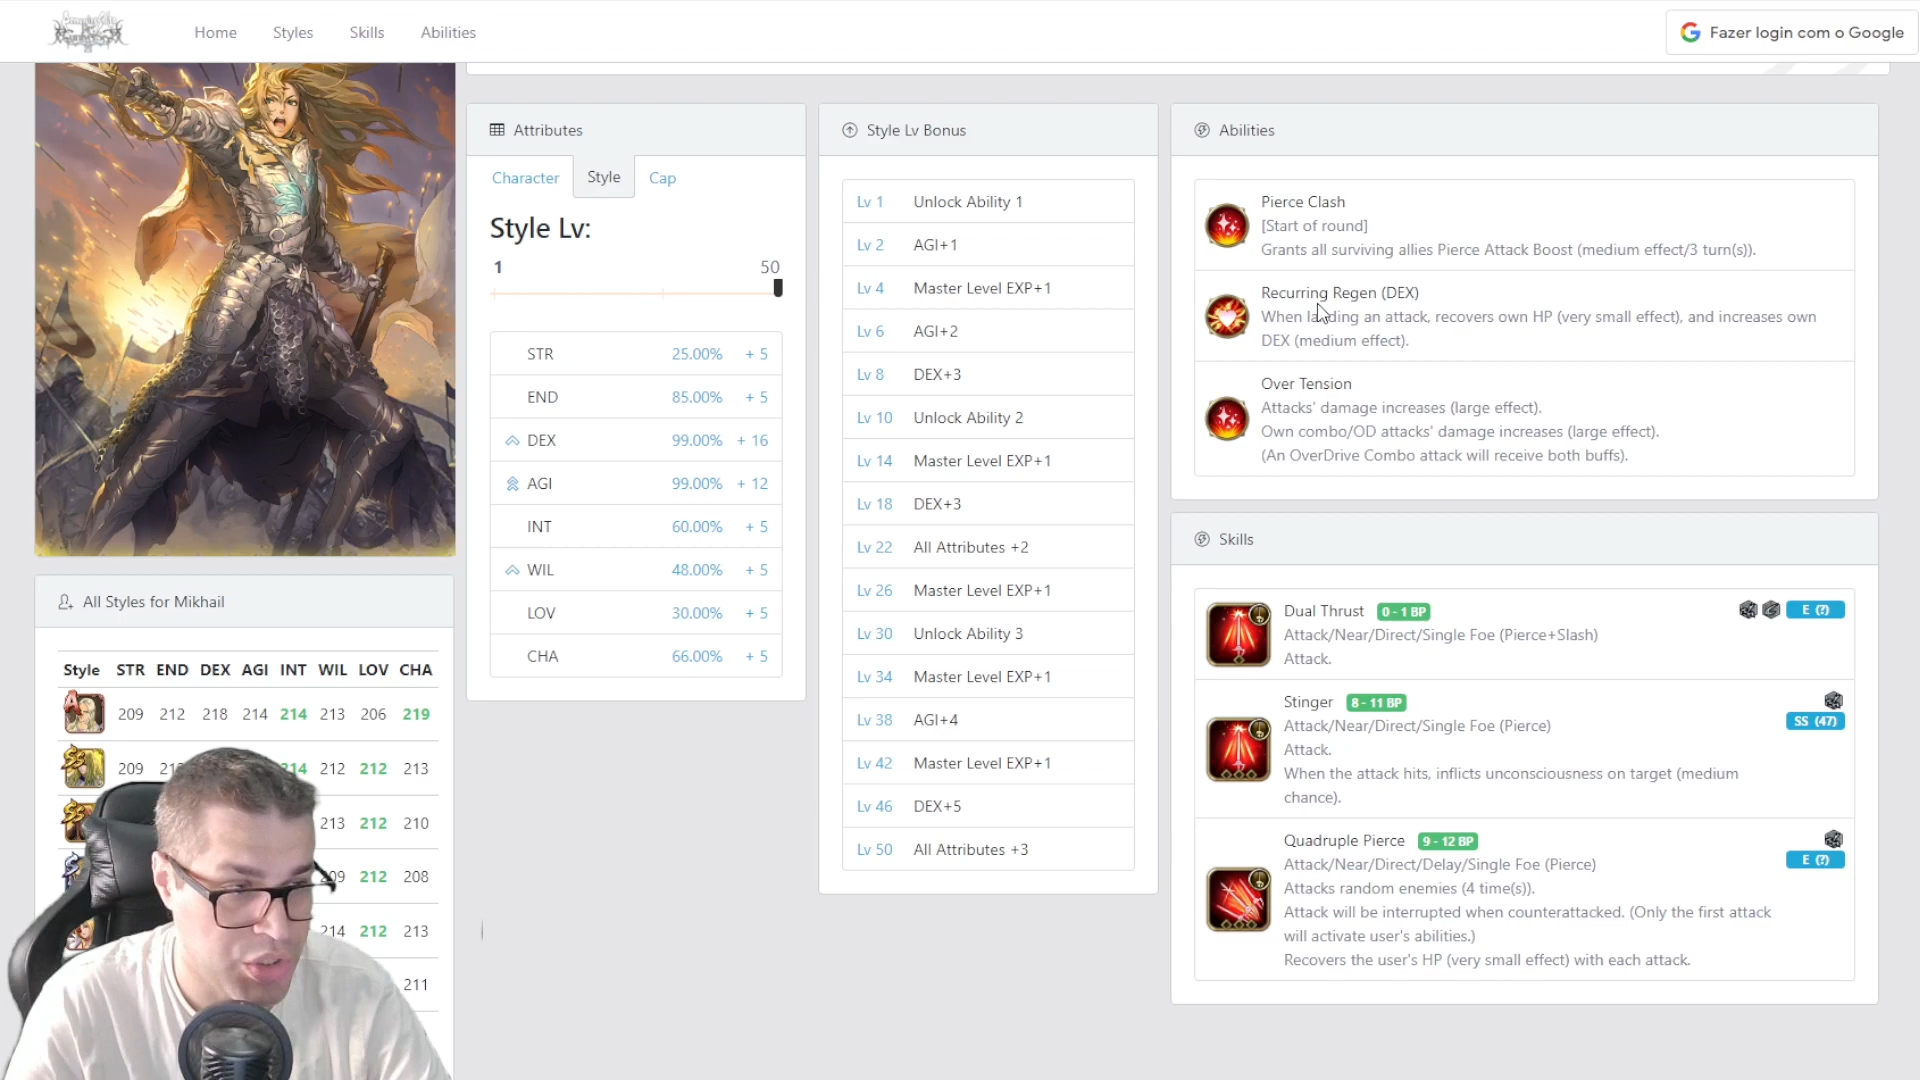 Home
Styles
Skills
Abilities
Fazer login com o Google
All Styles for Mikhail
Style STR END DEX AGI INT WIL LOV CHA
209 212 218 214 214 213 206 219
209 214 212 212 213
213 212 210
212 208
214 212 213
211
Attributes
Character
Style
Cap
Style Lv:
1 50
STR 25.00% + 5
END 85.00% + 5
DEX 99.00% + 16
AGI 99.00% + 12
INT 60.00% + 5
WIL 48.00% + 5
LOV 30.00% + 5
CHA 66.00% + 5
Style Lv Bonus
Lv 1 Unlock Ability 1
Lv 2 AGI+1
Lv 4 Master Level EXP+1
Lv 6 AGI+2
Lv 8 DEX+3
Lv 10 Unlock Ability 2
Lv 14 Master Level EXP+1
Lv 18 DEX+3
Lv 22 All Attributes +2
Lv 26 Master Level EXP+1
Lv 30 Unlock Ability 3
Lv 34 Master Level EXP+1
Lv 38 AGI+4
Lv 42 Master Level EXP+1
Lv 46 DEX+5
Lv 50 All Attributes +3
Abilities
Pierce Clash
[Start of round]
Grants all surviving allies Pierce Attack Boost (medium effect/3 turn(s)).
Recurring Regen (DEX)
When landing an attack, recovers own HP (very small effect), and increases own
DEX (medium effect).
Over Tension
Attacks' damage increases (large effect).
Own combo/OD attacks' damage increases (large effect).
(An OverDrive Combo attack will receive both buffs).
Skills
Dual Thrust 0 - 1 BP E (?)
Attack/Near/Direct/Single Foe (Pierce+Slash)
Attack.
Stinger 8 - 11 BP
SS (47)
Attack/Near/Direct/Single Foe (Pierce)
Attack.
When the attack hits, inflicts unconsciousness on target (medium
chance).
Quadruple Pierce 9 - 12 BP
E (?)
Attack/Near/Direct/Delay/Single Foe (Pierce)
Attacks random enemies (4 time(s)).
Attack will be interrupted when counterattacked. (Only the first attack
will activate user's abilities.)
Recovers the user's HP (very small effect) with each attack.